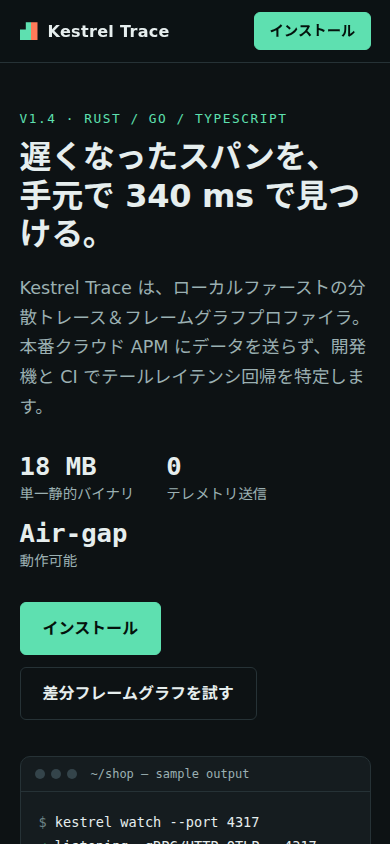 Kestrel Trace
インストール
V1.4 · RUST / GO / TYPESCRIPT
遅くなったスパンを、
手元で 340 ms で見つ
ける。
Kestrel Trace は、ローカルファーストの分
散トレース＆フレームグラフプロファイラ。
本番クラウド APM にデータを送らず、開発
機と CI でテールレイテンシ回帰を特定しま
す。
18 MB
単一静的バイナリ
0
テレメトリ送信
Air-gap
動作可能
インストール
差分フレームグラフを試す
~/shop — sample output
$ kestrel watch --port 4317
listening gRPC/HTTP OTLP 4317